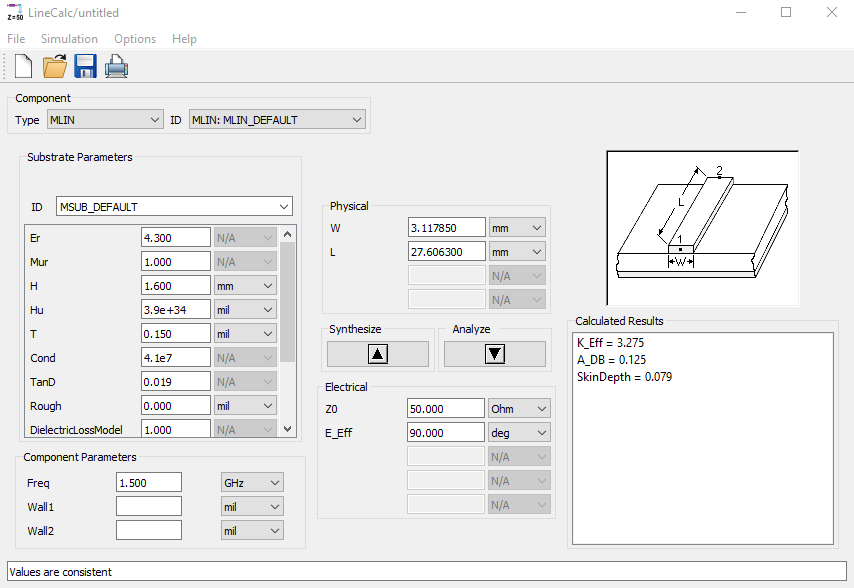 Z=50 LineCalc/untitled
File Simulation Options Help
Component
Type MLIN ID MLIN: MLIN_DEFAULT
Substrate Parameters
ID MSUB_DEFAULT
Er 4.300 N/A
Mur 1.000 N/A
H 1.600 mm
Hu 3.9e+34 mil
T 0.150 mil
Cond 4.1e7 N/A
TanD 0.019 N/A
Rough 0.000 mil
DielectricLossModel 1.000 N/A
Component Parameters
Freq 1.500 GHz
Wall1 mil
Wall2 mil
Physical
W 3.117850 mm
L 27.606300 mm
N/A
N/A
Synthesize Analyze
Electrical
Z0 50.000 Ohm
E_Eff 90.000 deg
N/A
N/A
N/A
2
L
1
W
Calculated Results
K_Eff = 3.275
A_DB = 0.125
SkinDepth = 0.079
Values are consistent